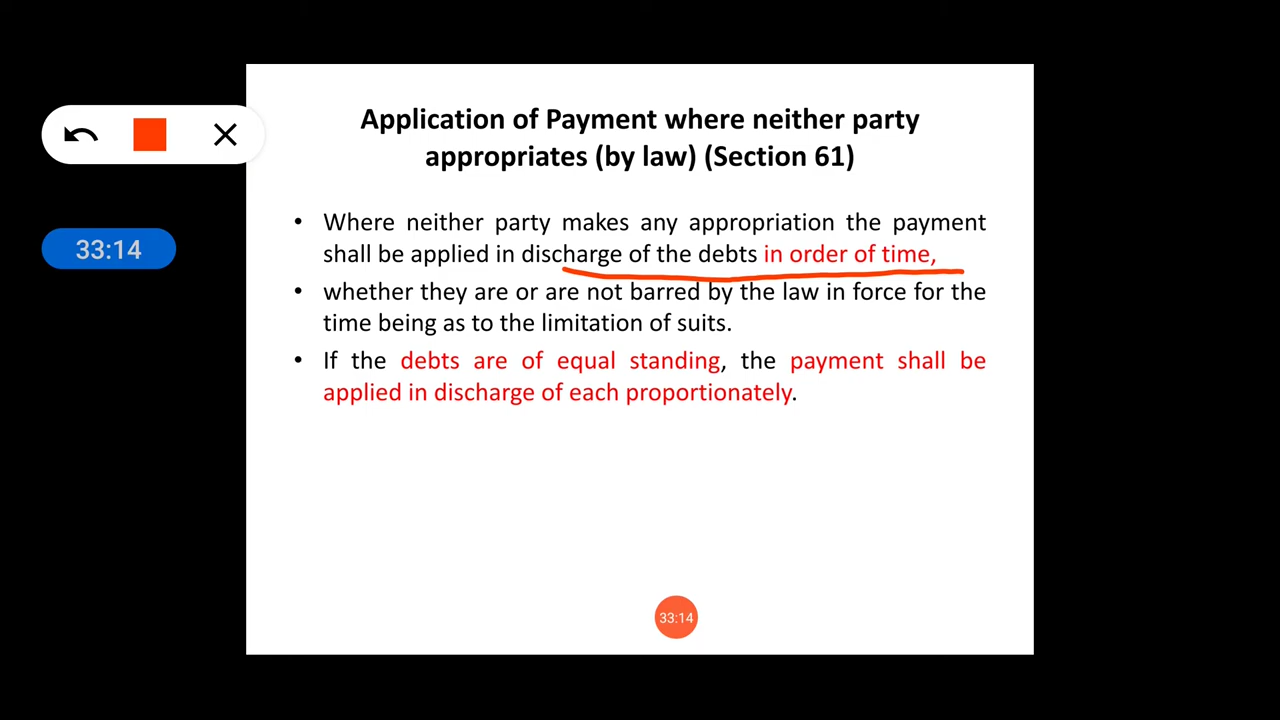 Application of Payment where neither party
appropriates (by law) (Section 61)
33:14
• Where neither party makes any appropriation the payment
shall be applied in discharge of the debts in order of time,
• whether they are or are not barred by the law in force for the
time being as to the limitation of suits.
• If the debts are of equal standing, the payment shall be
applied in discharge of each proportionately.
33:14